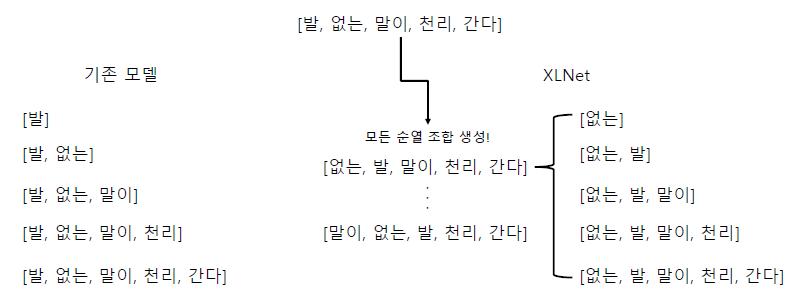 [발, 없는, 말이, 천리, 간다]
기존 모델
XLNet
모든 순열 조합 생성!
[발]
[발, 없는]
[발, 없는, 말이]
[발, 없는, 말이, 천리]
[발, 없는, 말이, 천리, 간다]
[없는, 발, 말이, 천리, 간다]
[말이, 없는, 발, 천리, 간다]
[없는]
[없는, 발]
[없는, 발, 말이]
[없는, 발, 말이, 천리]
[없는, 발, 말이, 천리, 간다]